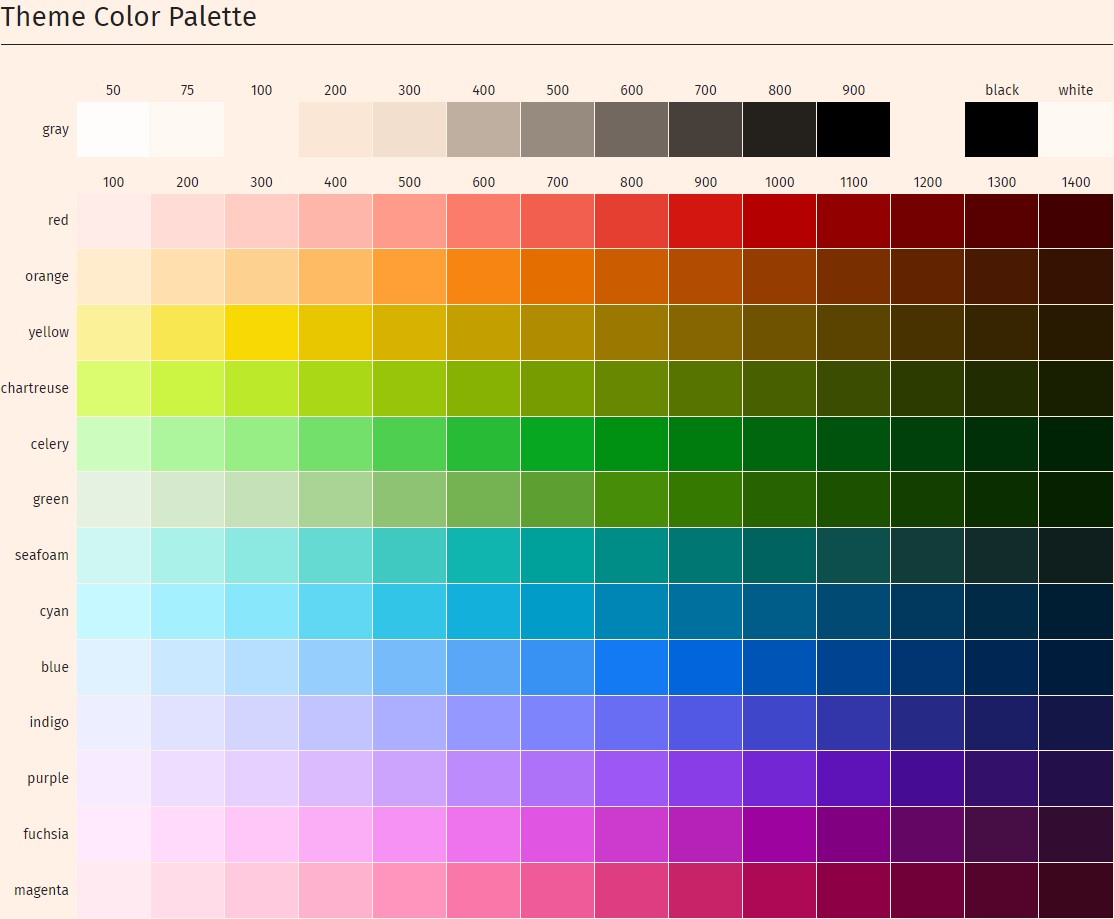 Theme Color Palette
50 75 100 200 300 400 500 600 700 800 900 black white
gray
100 200 300 400 500 600 700 800 900 1000 1100 1200 1300 1400
red
orange
yellow
chartreuse
celery
green
seafoam
cyan
blue
indigo
purple
fuchsia
magenta